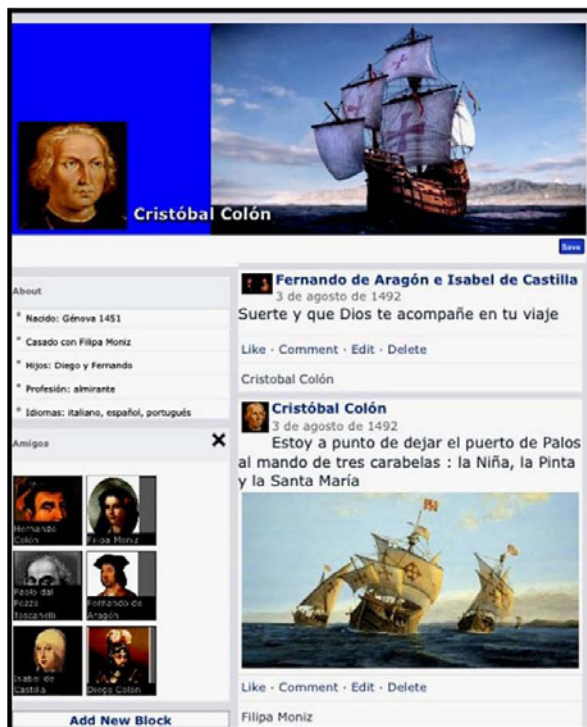 Cristóbal Colón
Save
About
Nacido: Génova 1451
Casado con Filipa Moniz
Hijos: Diego y Fernando
Profesión: almirante
Idiomas: italiano, español, portugués
Amigos
Hernando
Colón
Filipa Moniz
Paolo dal
Pozzo
Toscanelli
Fernando de
Aragón
Isabel de
Castilla
Diego Colon
Add New Block
Fernando de Aragón e Isabel de Castilla
3 de agosto de 1492
Suerte y que Dios te acompañe en tu viaje
Like · Comment · Edit · Delete
Cristobal Colón
Cristóbal Colón
3 de agosto de 1492
Estoy a punto de dejar el puerto de Palos
al mando de tres carabelas : la Niña, la Pinta
y la Santa María
Like · Comment · Edit · Delete
Filipa Moniz